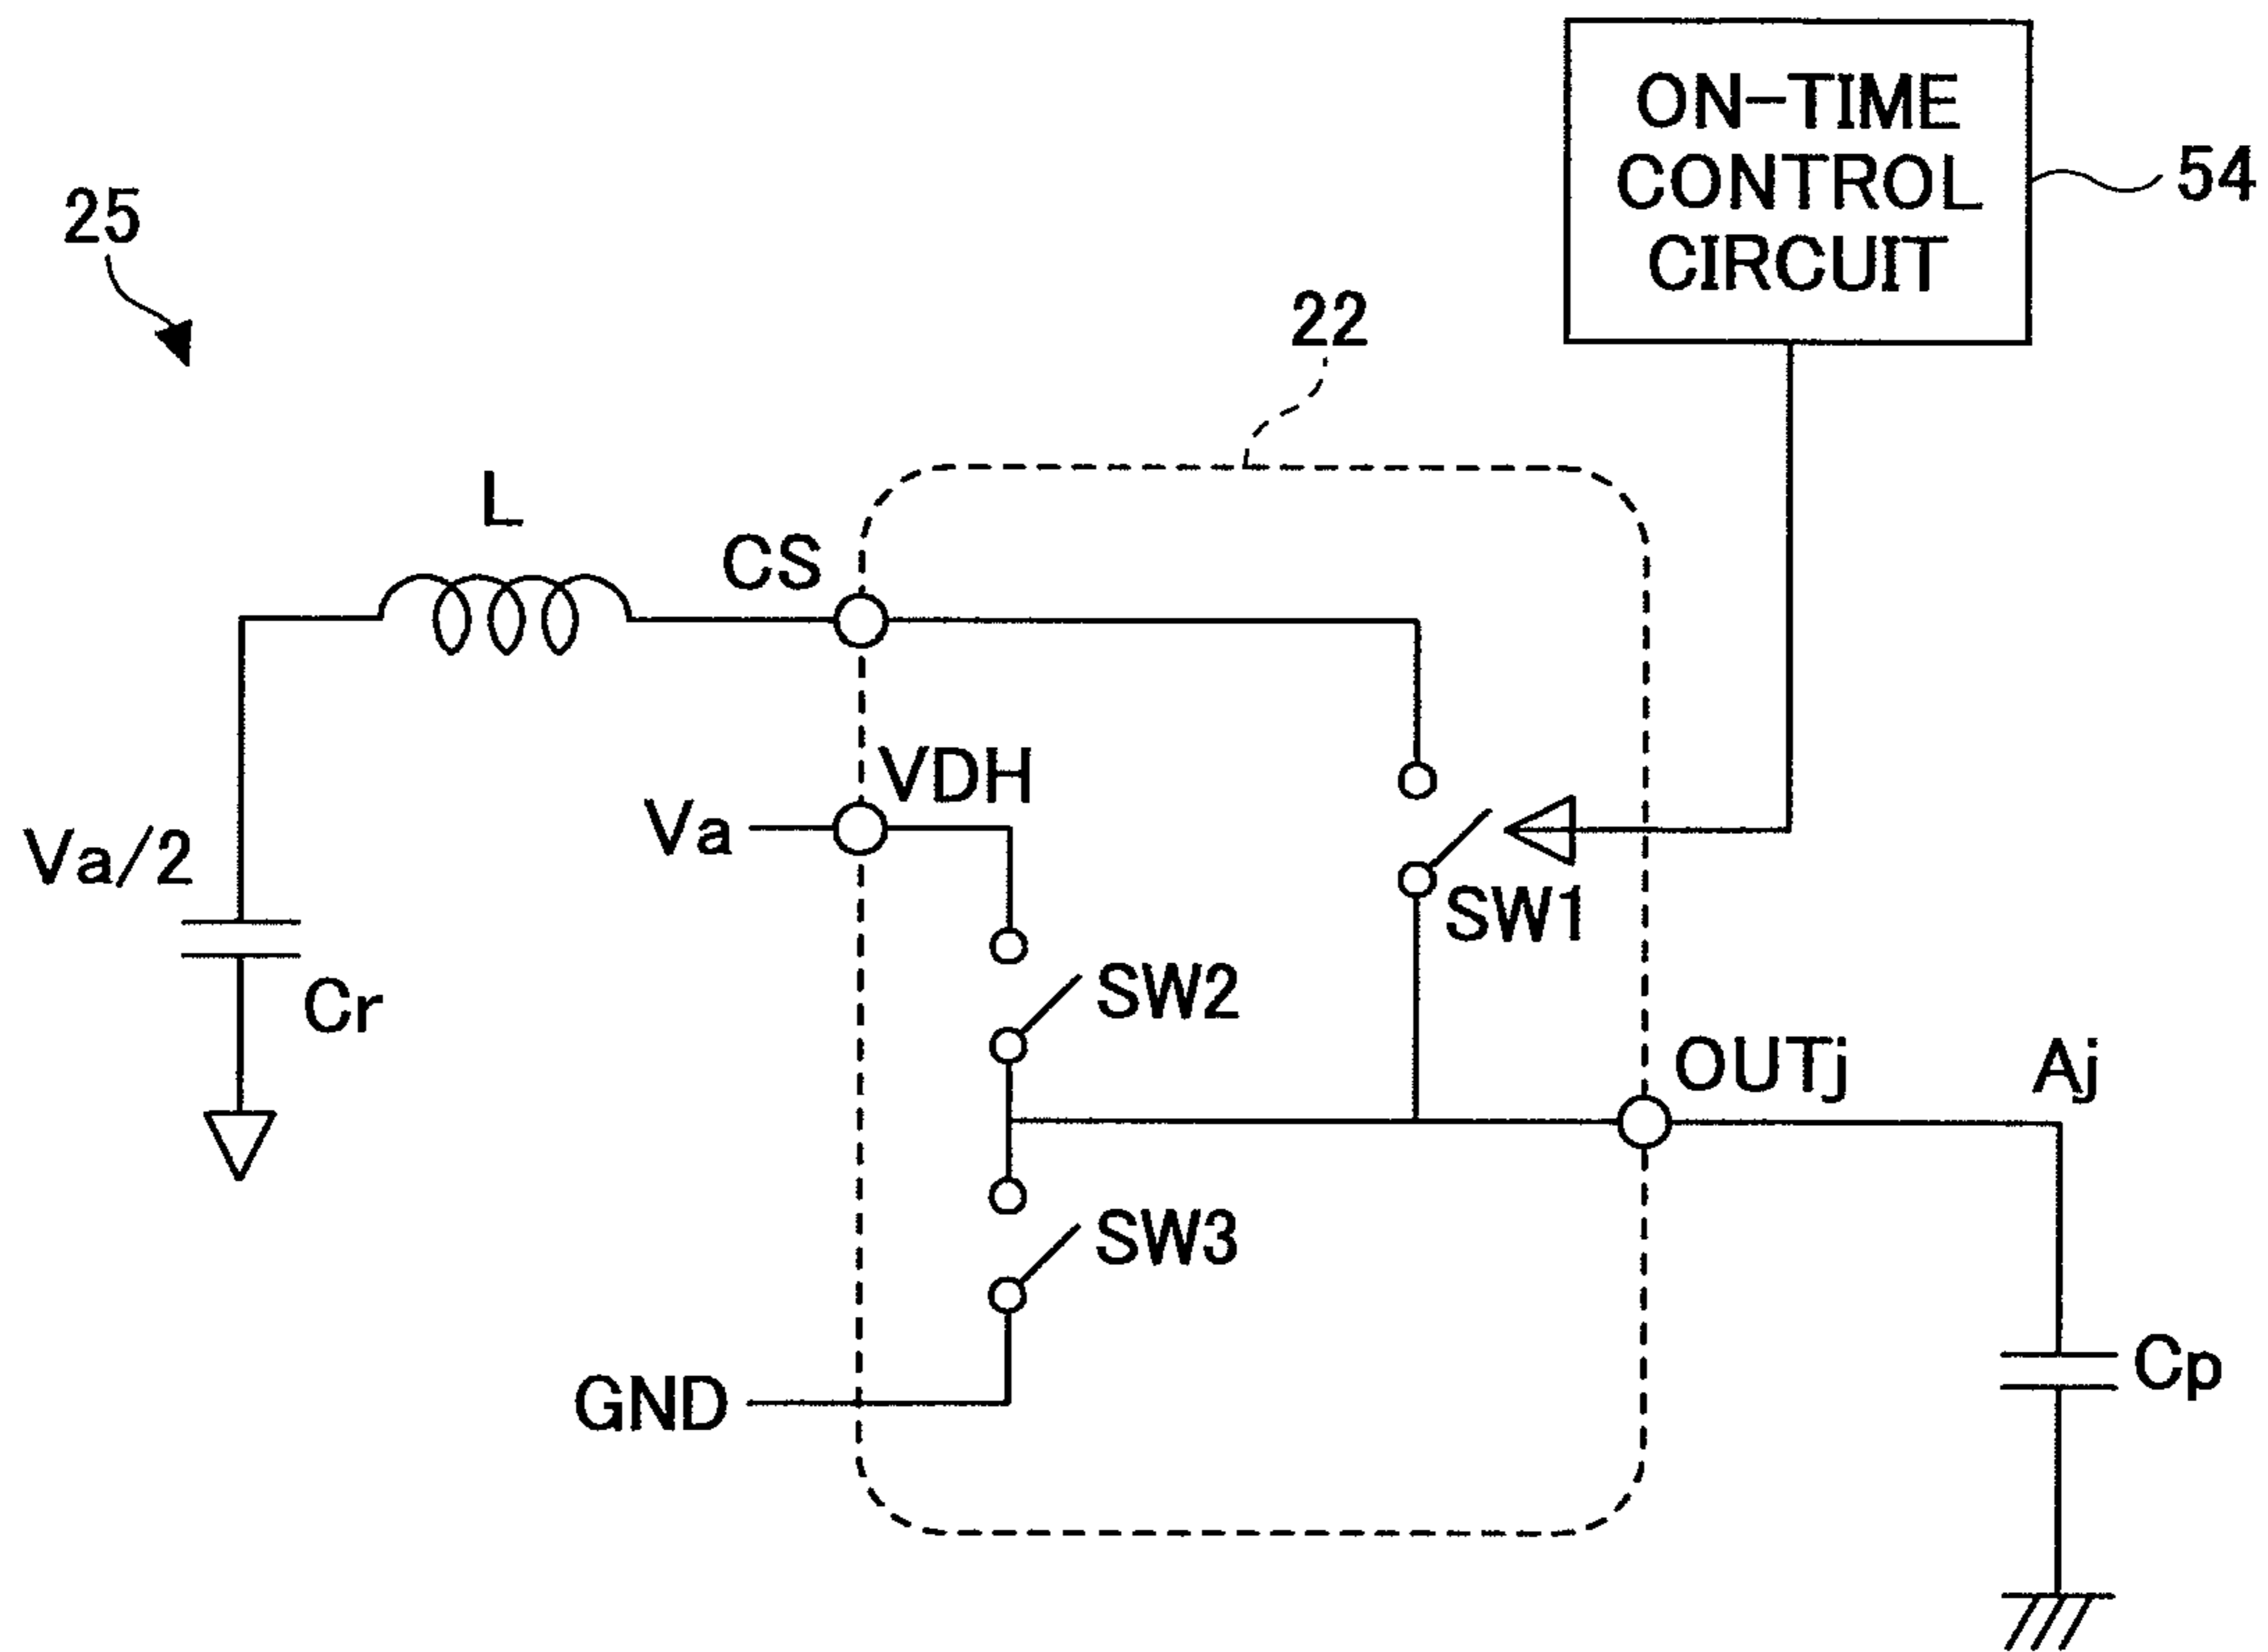 ON-TIME
CONTROL
CIRCUIT
54
25
22
L
CS
VDH
Va
Va/2
SW1
Cr
SW2
OUTj
Aj
SW3
Cp
GND